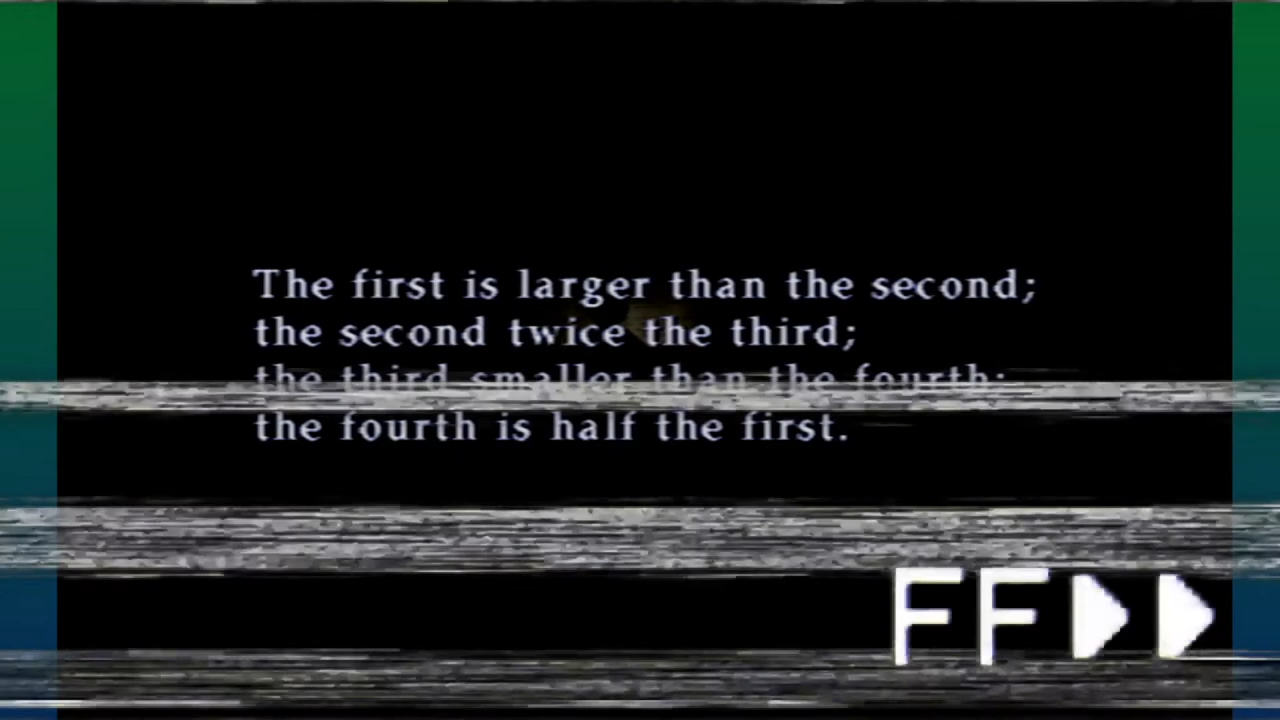 The first is larger than the second;
the second twice the third;
the third smaller than the fourth;
the fourth is half the first.
FF